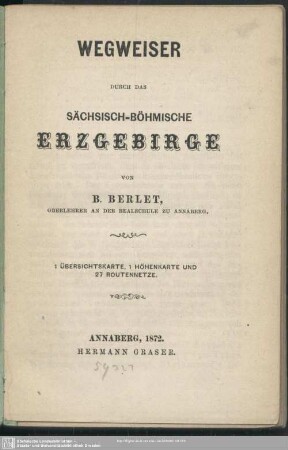 WEGWEISER
DURCH DAS
SÄCHSISCH-BÖHMISCHE
ERZGEBIRGE
VON
B. BERLET,
OBERLEHRER AN DER REALSCHULE ZU ANNABERG.
1 ÜBERSICHTSKARTE, 1 HÖHENKARTE UND
27 ROUTENNETZE.
ANNABERG, 1872.
HERMANN GRASER.